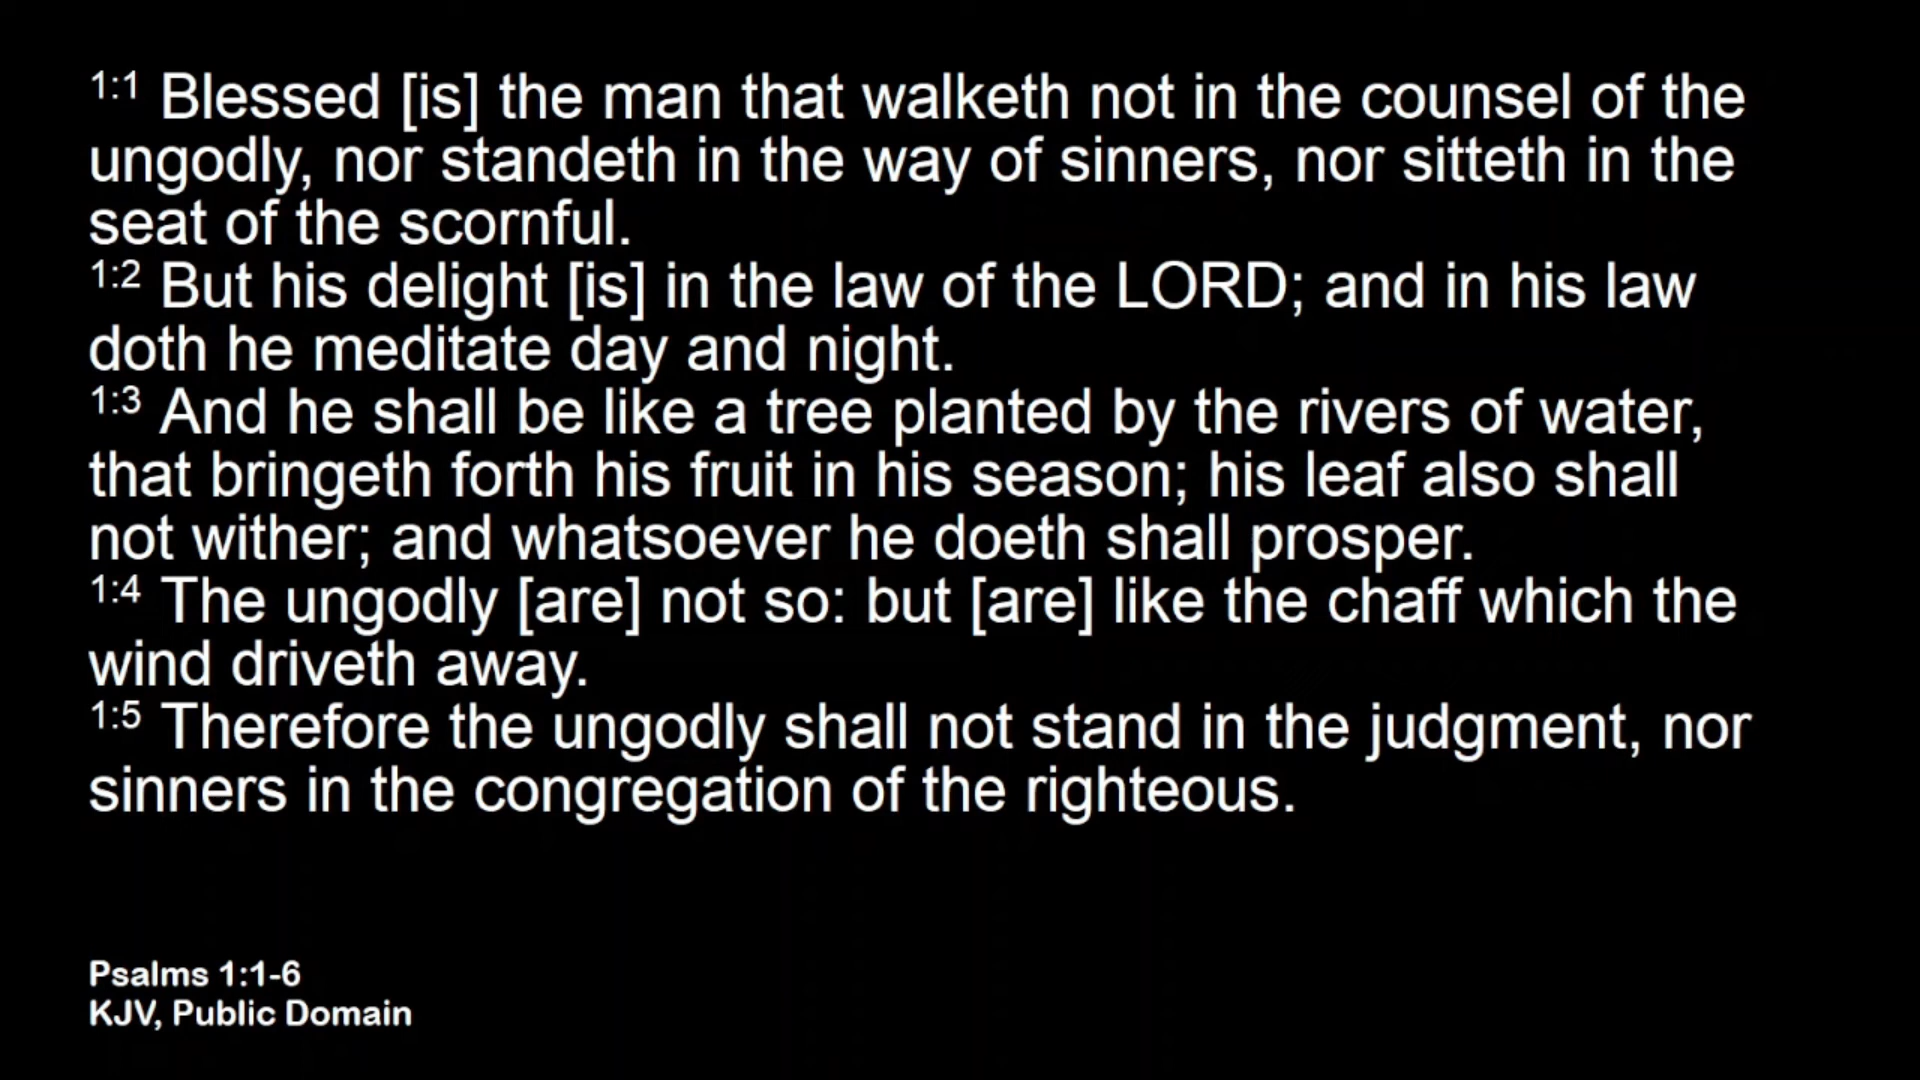 1:1 Blessed [is] the man that walketh not in the counsel of the
ungodly, nor standeth in the way of sinners, nor sitteth in the
seat of the scornful.
1:2 But his delight [is] in the law of the LORD; and in his law
doth he meditate day and night.
1:3 And he shall be like a tree planted by the rivers of water,
that bringeth forth his fruit in his season; his leaf also shall
not wither; and whatsoever he doeth shall prosper.
1:4 The ungodly [are] not so: but [are] like the chaff which the
wind driveth away.
1:5 Therefore the ungodly shall not stand in the judgment, nor
sinners in the congregation of the righteous.
Psalms 1:1-6
KJV, Public Domain